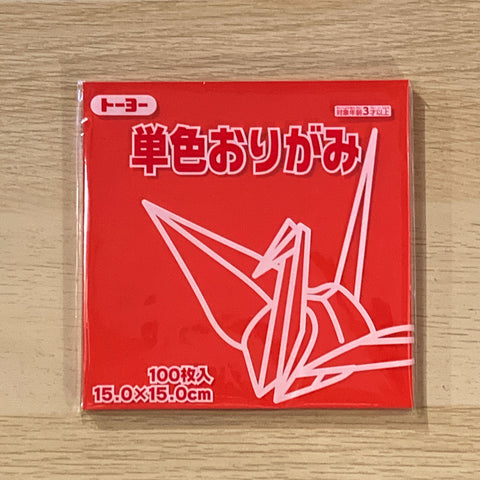 トーヨー
対象年齢3才以上
単色おりがみ
100枚入
15.0×15.0cm